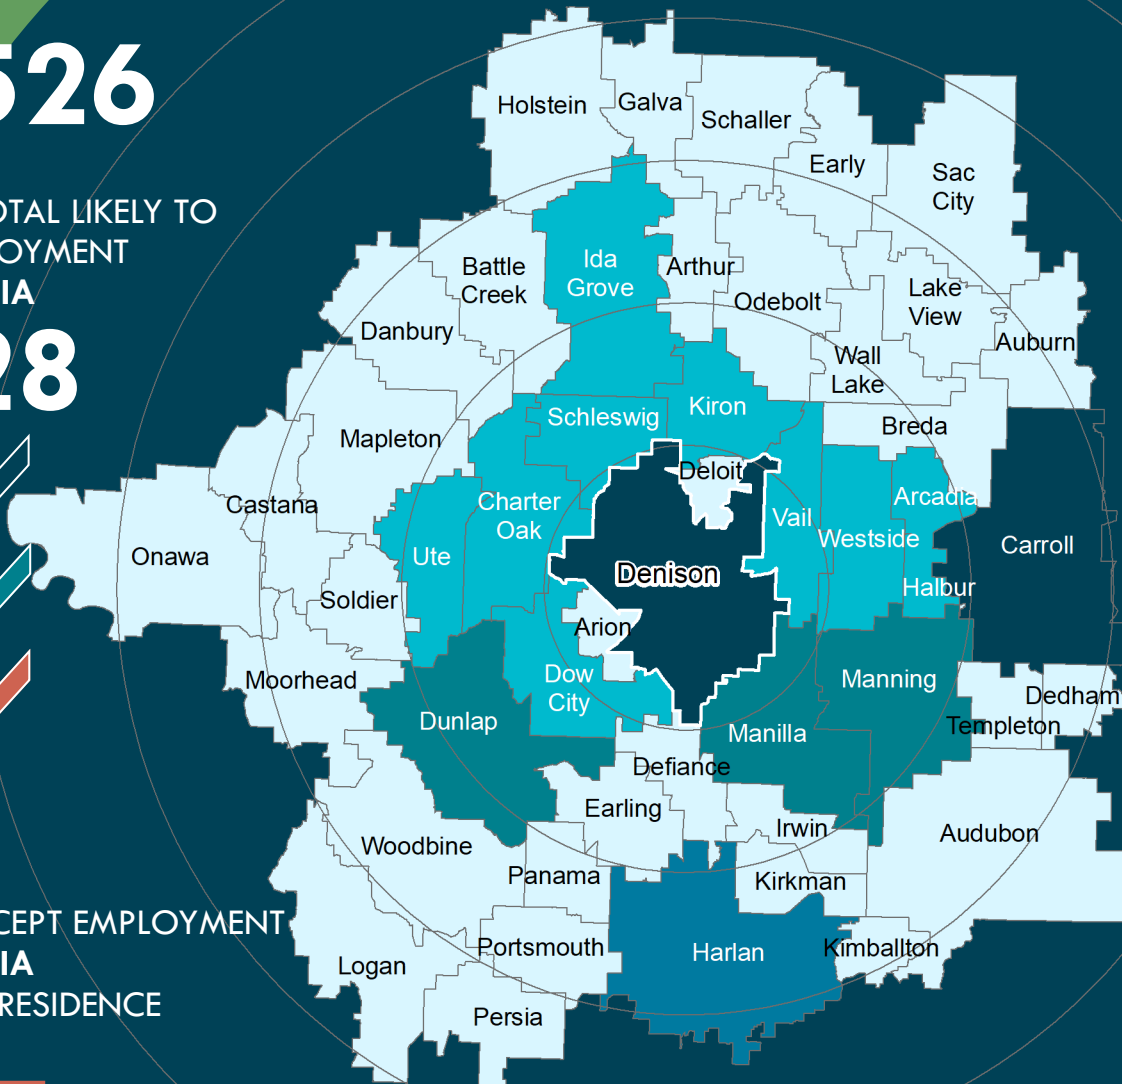 526
OTAL LIKELY TO
OYMENT
IA
28
CEPT EMPLOYMENT
IA
RESIDENCE
Holstein
Galva
Schaller
Early
Sac
City
Ida
Grove
Battle
Creek
Arthur
Odebolt
Lake
View
Danbury
Wall
Lake
Auburn
Mapleton
Schleswig
Kiron
Breda
Castana
Charter
Oak
Deloit
Vail
Arcadia
Onawa
Ute
Westside
Carroll
Soldier
Denison
Halbur
Arion
Moorhead
Dow
City
Manning
Dedham
Dunlap
Manilla
Templeton
Defiance
Earling
Irwin
Audubon
Woodbine
Panama
Kirkman
Portsmouth
Harlan
Kimballton
Logan
Persia